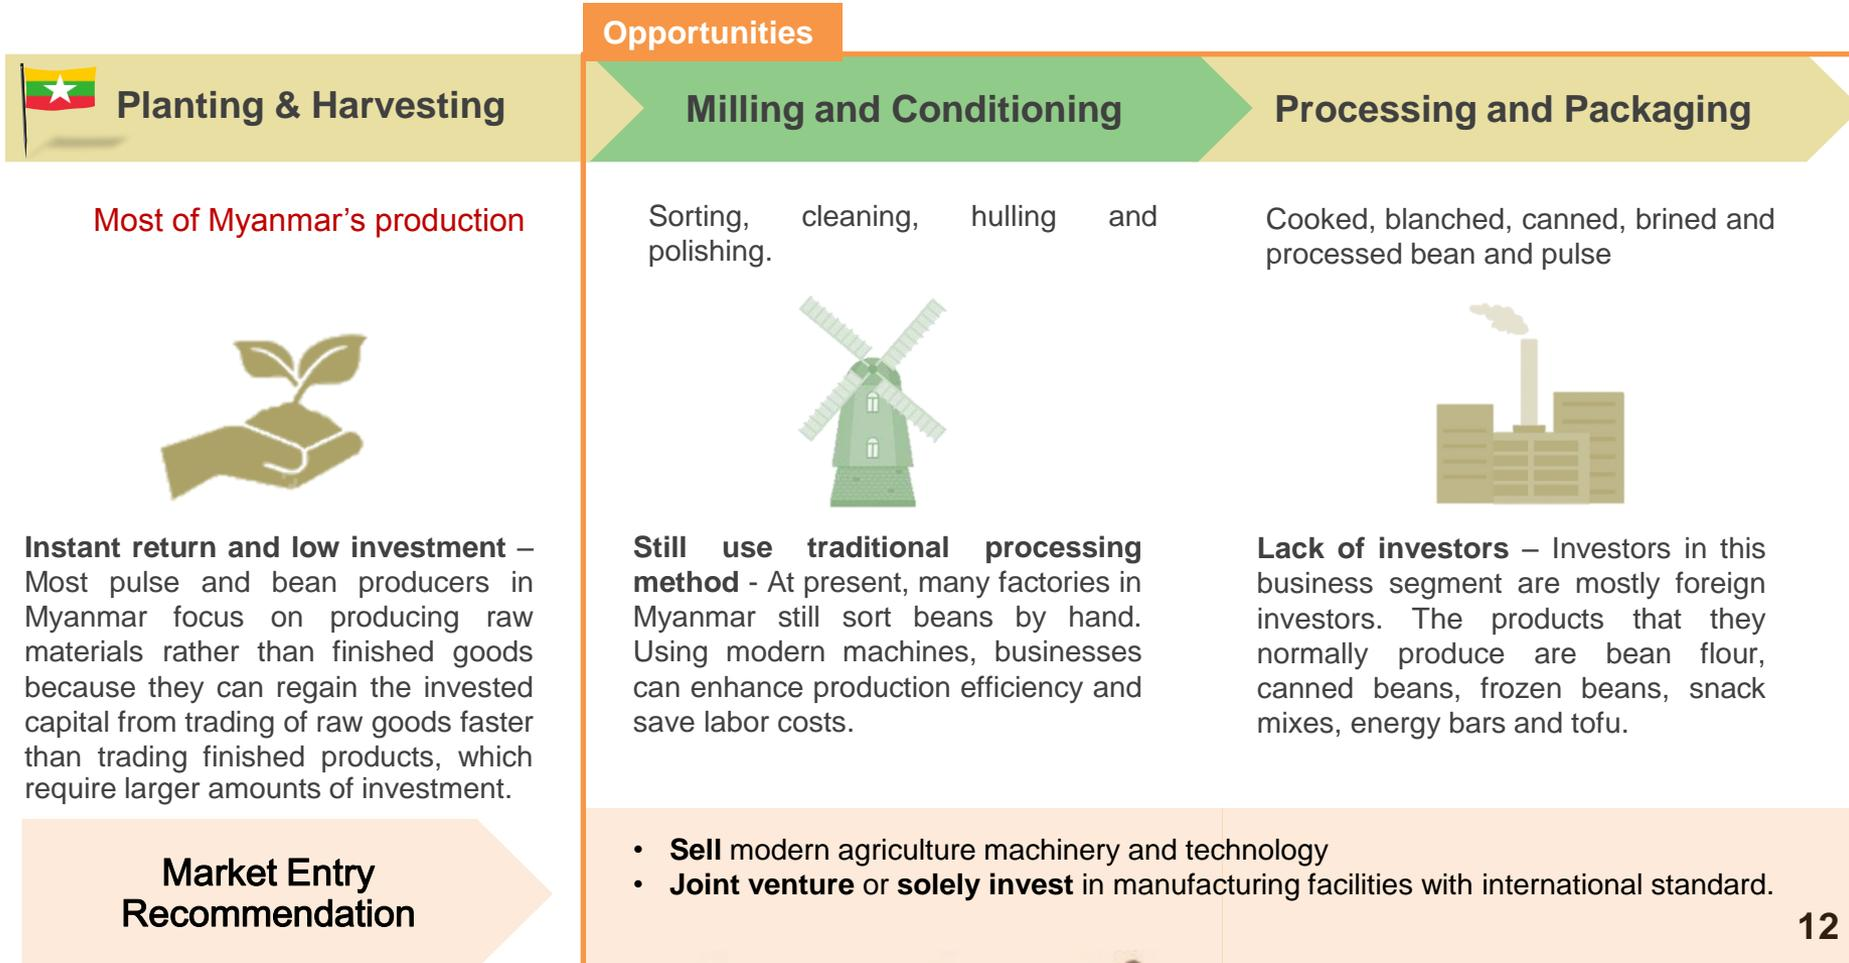 Opportunities
Planting & Harvesting
Milling and Conditioning
Processing and Packaging
Most of Myanmar’s production
Sorting, cleaning, hulling and
polishing.
Cooked, blanched, canned, brined and
processed bean and pulse
Instant return and low investment –
Most pulse and bean producers in
Myanmar focus on producing raw
materials rather than finished goods
because they can regain the invested
capital from trading of raw goods faster
than trading finished products, which
require larger amounts of investment.
Still use traditional processing
method - At present, many factories in
Myanmar still sort beans by hand.
Using modern machines, businesses
can enhance production efficiency and
save labor costs.
Lack of investors – Investors in this
business segment are mostly foreign
investors. The products that they
normally produce are bean flour,
canned beans, frozen beans, snack
mixes, energy bars and tofu.
Market Entry
Recommendation
• Sell modern agriculture machinery and technology
• Joint venture or solely invest in manufacturing facilities with international standard.
12